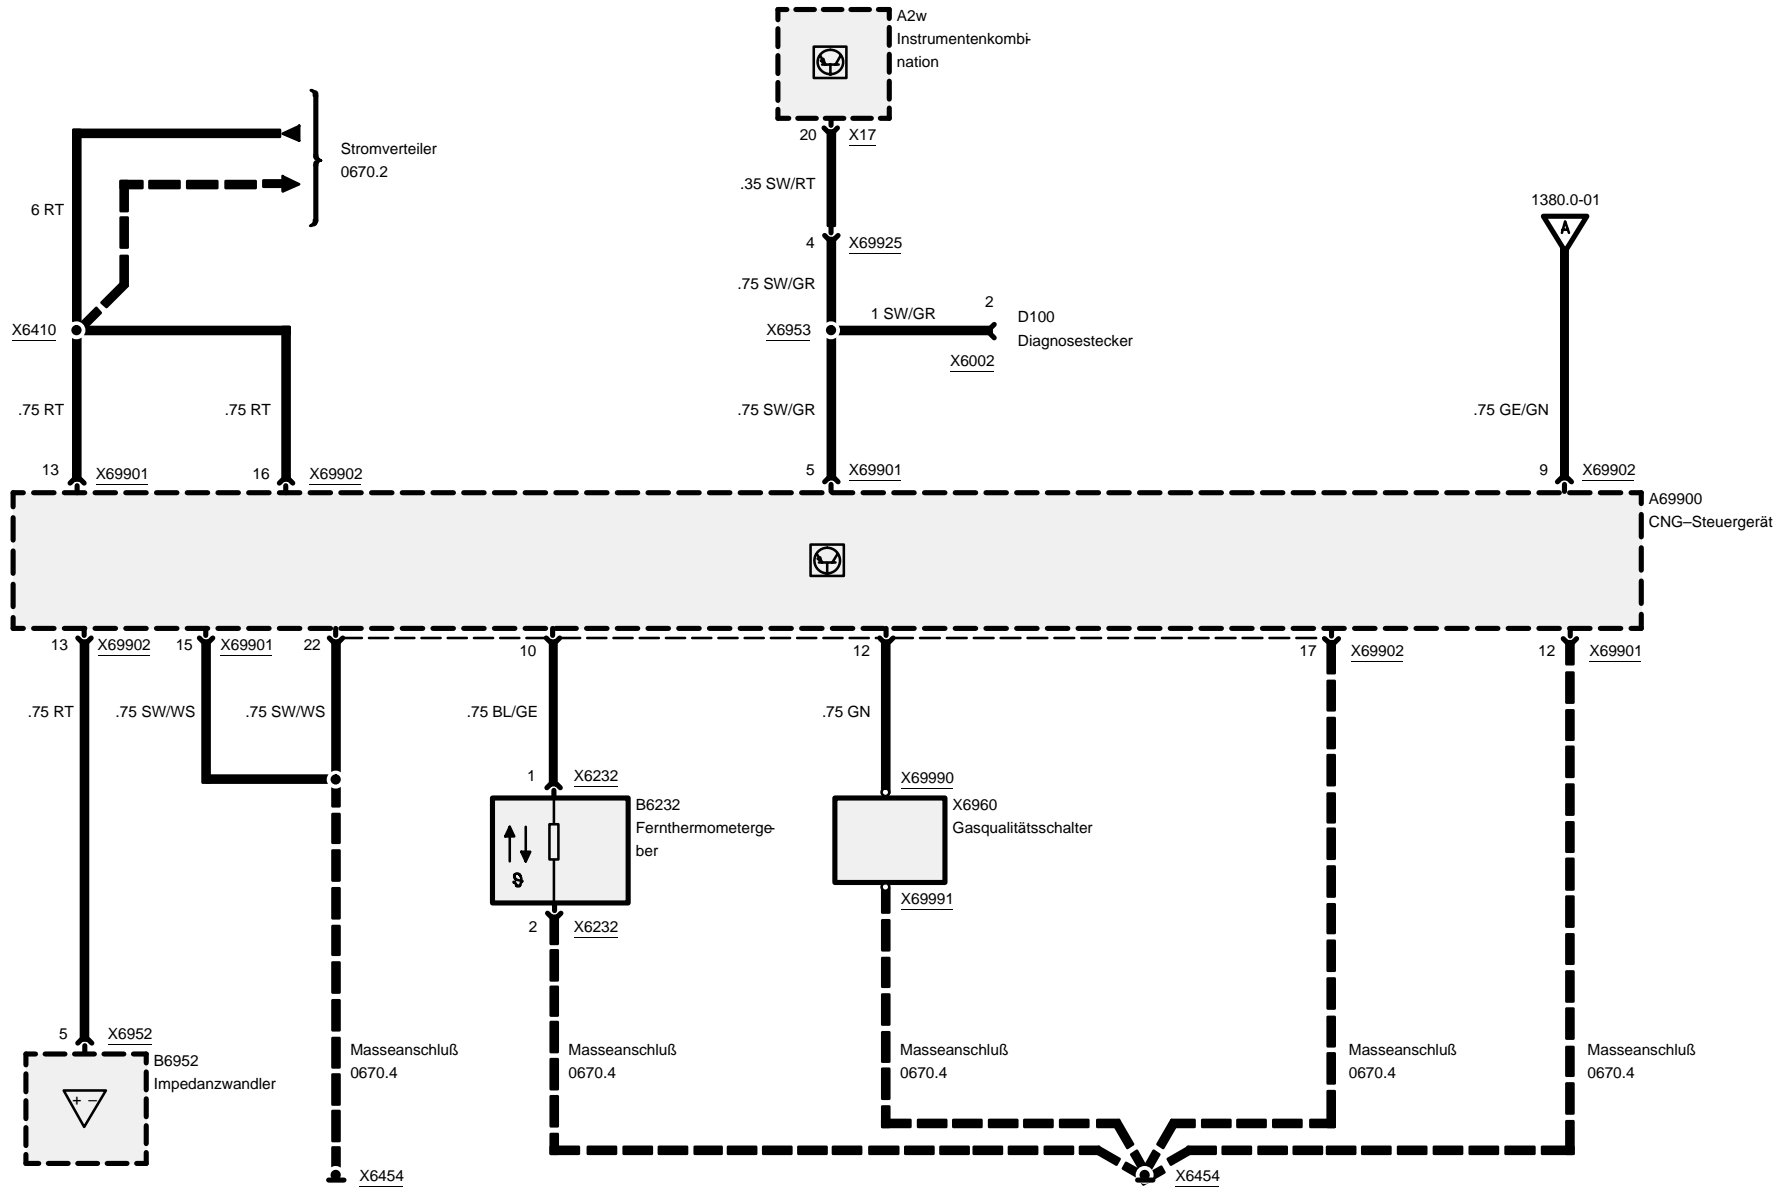 A2w
Instrumentenkombi-
nation
20 X17
Stromverteiler
0670.2
.35 SW/RT
6 RT
1380.0-01
A
4 X69925
.75 SW/GR
2
1 SW/GR
D100
X6410
X6953
Diagnosestecker
X6002
.75 RT
.75 RT
.75 SW/GR
.75 GE/GN
13 X69901
16 X69902
5 X69901
9 X69902
A69900
CNG–Steuergerät
13 X69902
15 X69901
22
10
12
17 X69902
12 X69901
.75 RT
.75 SW/WS
.75 SW/WS
.75 BL/GE
.75 GN
1 X6232
X69990
B6232
Fernthermometerge-
ber
X6960
Gasqualitätsschalter
ϑ
X69991
2 X6232
5 X6952
B6952
Impedanzwandler
+ –
Masseanschluß
0670.4
Masseanschluß
0670.4
Masseanschluß
0670.4
Masseanschluß
0670.4
Masseanschluß
0670.4
X6454
X6454